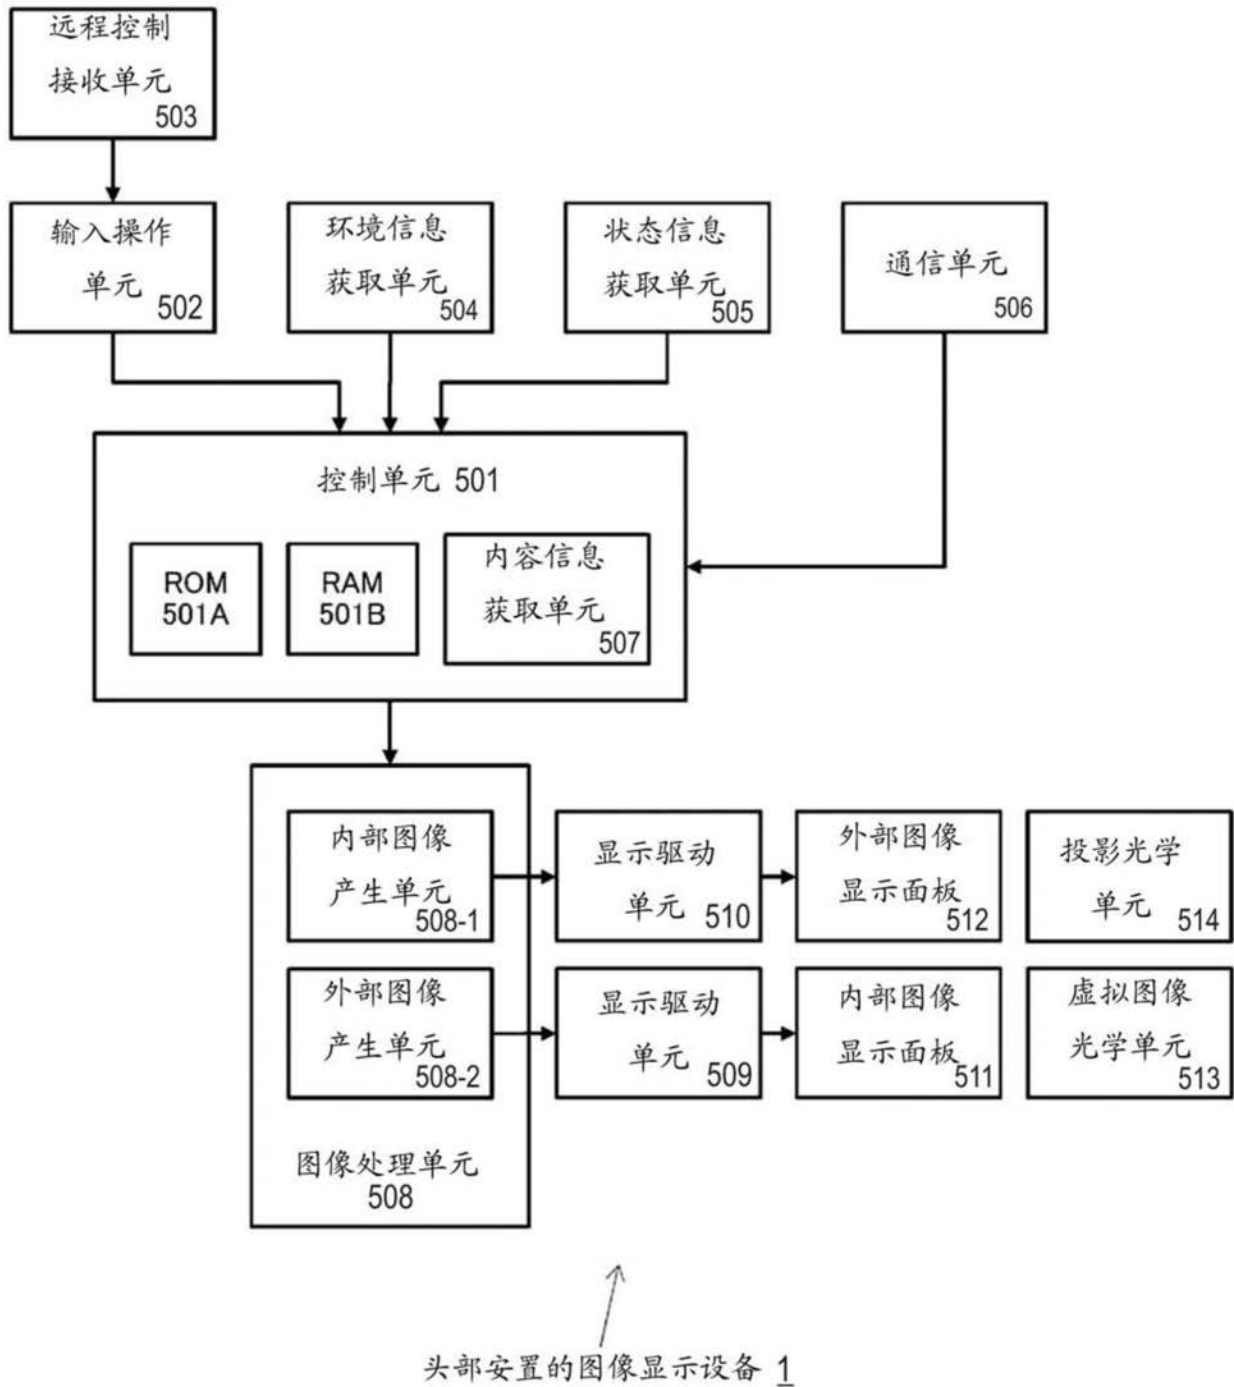 远程控制
接收单元
503
输入操作
单元
502
环境信息
获取单元
504
状态信息
获取单元
505
通信单元
506
控制单元 501
ROM
501A
RAM
501B
内容信息
获取单元
507
内部图像
产生单元
508-1
显示驱动
单元
510
外部图像
显示面板
512
投影光学
单元
514
外部图像
产生单元
508-2
显示驱动
单元
509
内部图像
显示面板
511
虚拟图像
光学单元
513
图像处理单元
508
头部安置的图像显示设备 1